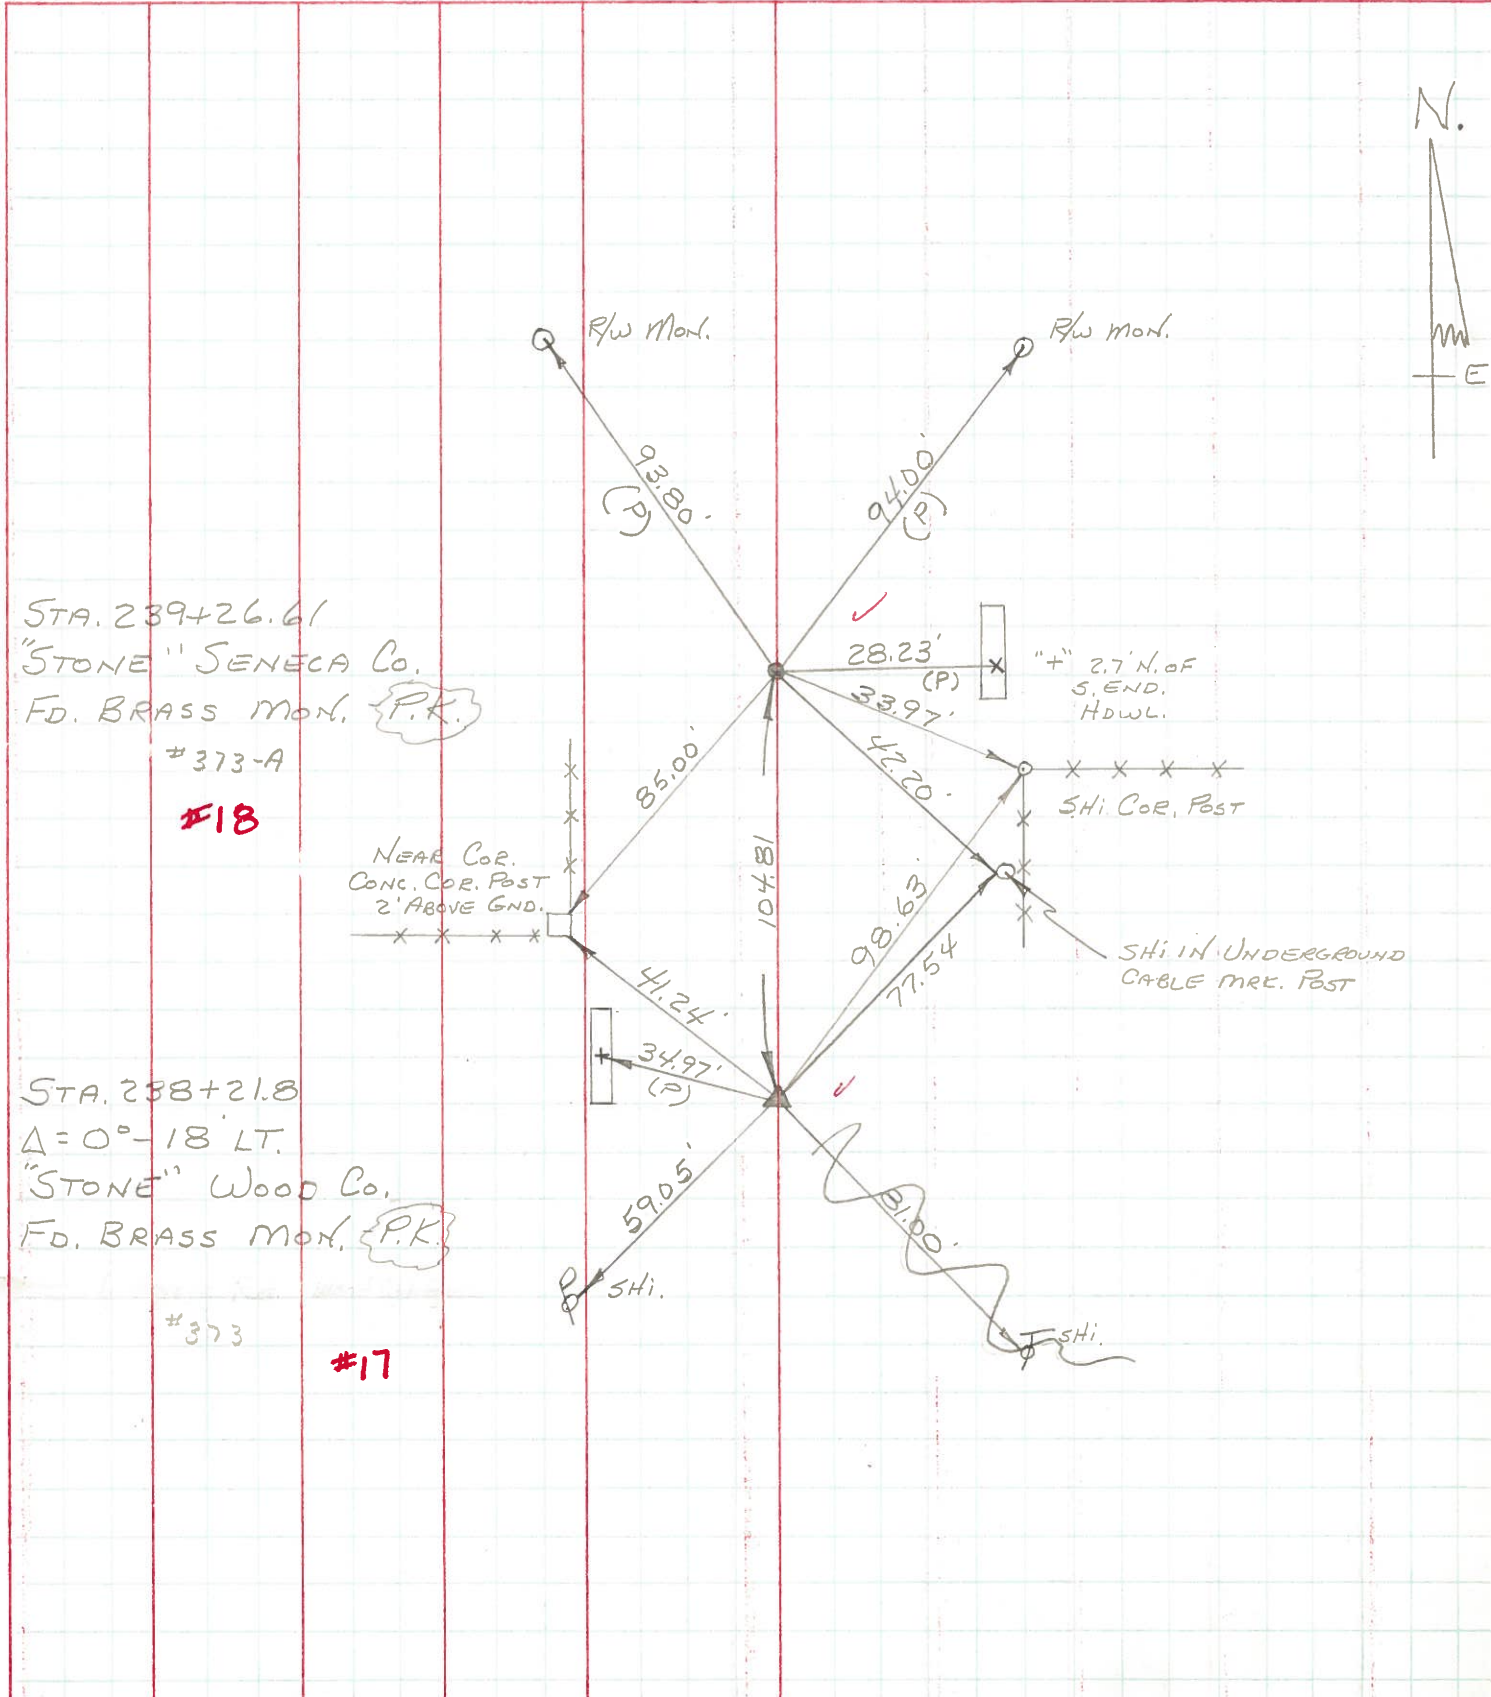 N.
E
R/W MON.
R/W MON.
93.80'
(P)
94.00'
(P)
STA. 239+26.61
"STONE" SENECA CO.
FD. BRASS MON. P.K.
#373-A
#18
28.23'
(P)
"+" 2.7' N. OF
S. END.
HDWL.
33.97'
42.20'
85.00'
SHI. COR. POST
NEAR COR.
CONC. COR. POST
2' ABOVE GND.
104.81
98.63'
77.54
SHI IN UNDERGROUND
CABLE MRK. POST
41.24'
34.97'
(P)
STA. 238+21.8
Δ = 0°-18' LT.
"STONE" WOOD CO.
FD. BRASS MON. P.K.
#373
#17
59.05'
81.00'
SHI.
SHI.